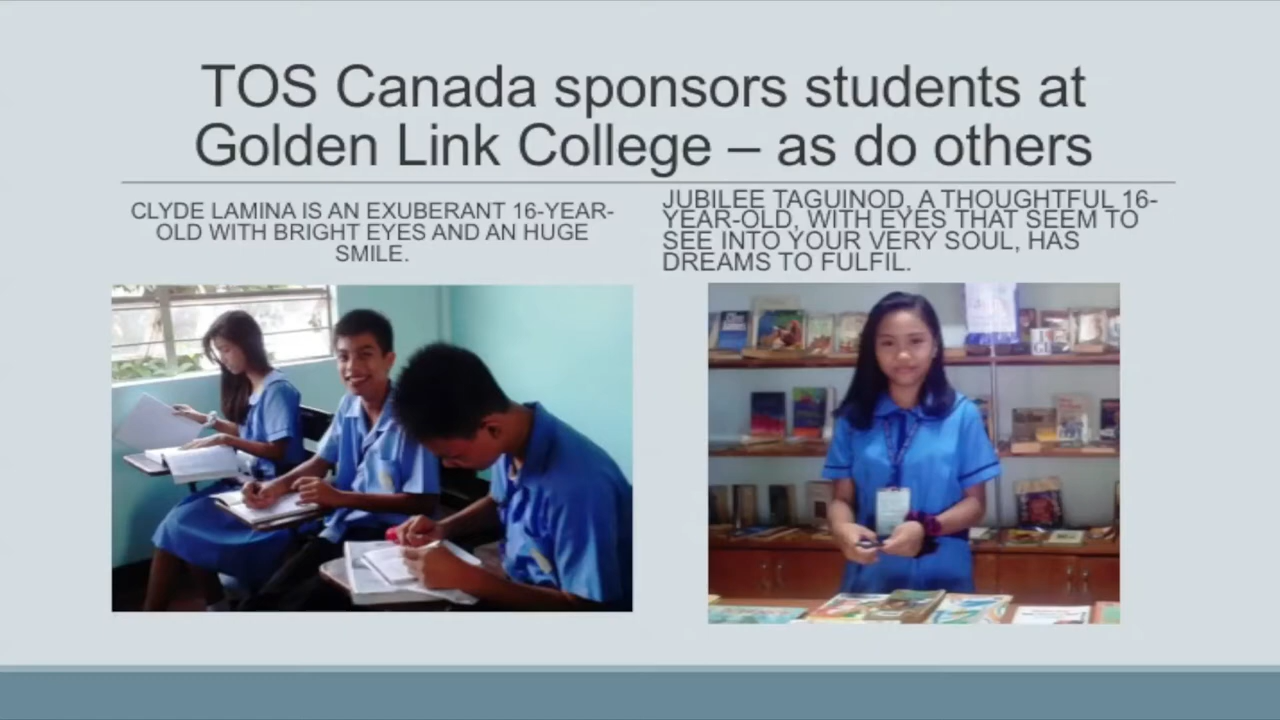 TOS Canada sponsors students at
Golden Link College – as do others
CLYDE LAMINA IS AN EXUBERANT 16-YEAR-
OLD WITH BRIGHT EYES AND AN HUGE
SMILE.
JUBILEE TAGUINOD, A THOUGHTFUL 16-
YEAR-OLD, WITH EYES THAT SEEM TO
SEE INTO YOUR VERY SOUL, HAS
DREAMS TO FULFIL.